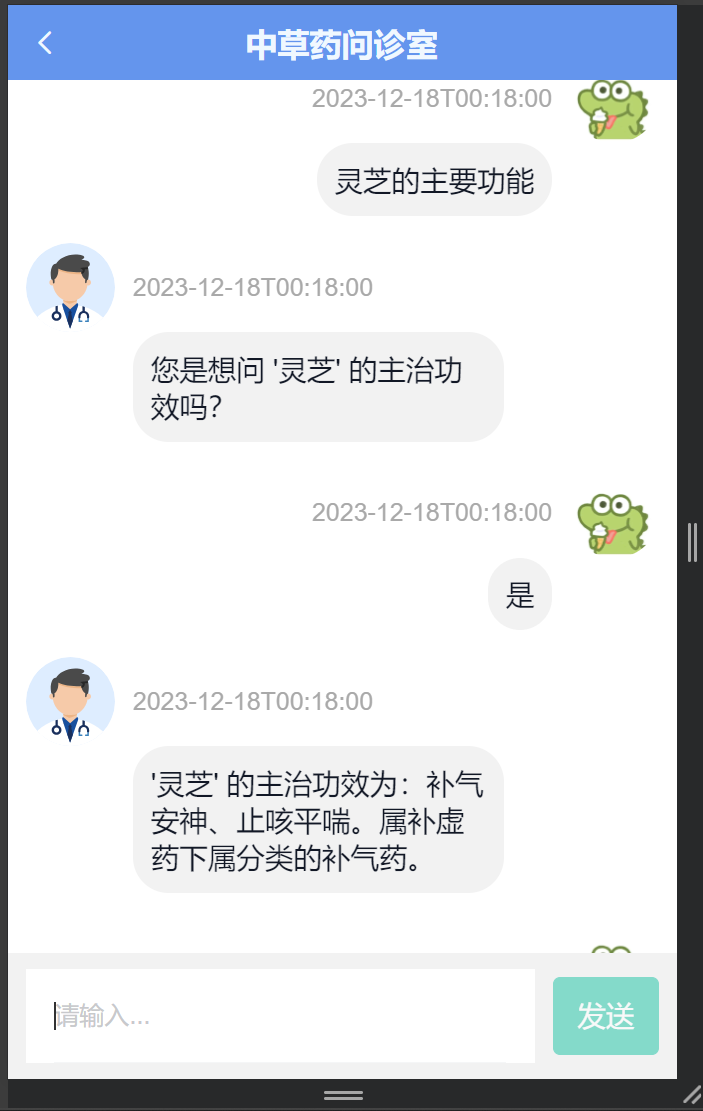 中草药问诊室
2023-12-18T00:18:00
灵芝的主要功能
2023-12-18T00:18:00
您是想问 '灵芝' 的主治功
效吗？
2023-12-18T00:18:00
是
2023-12-18T00:18:00
'灵芝' 的主治功效为：补气
安神、止咳平喘。属补虚
药下属分类的补气药。
请输入...
发送